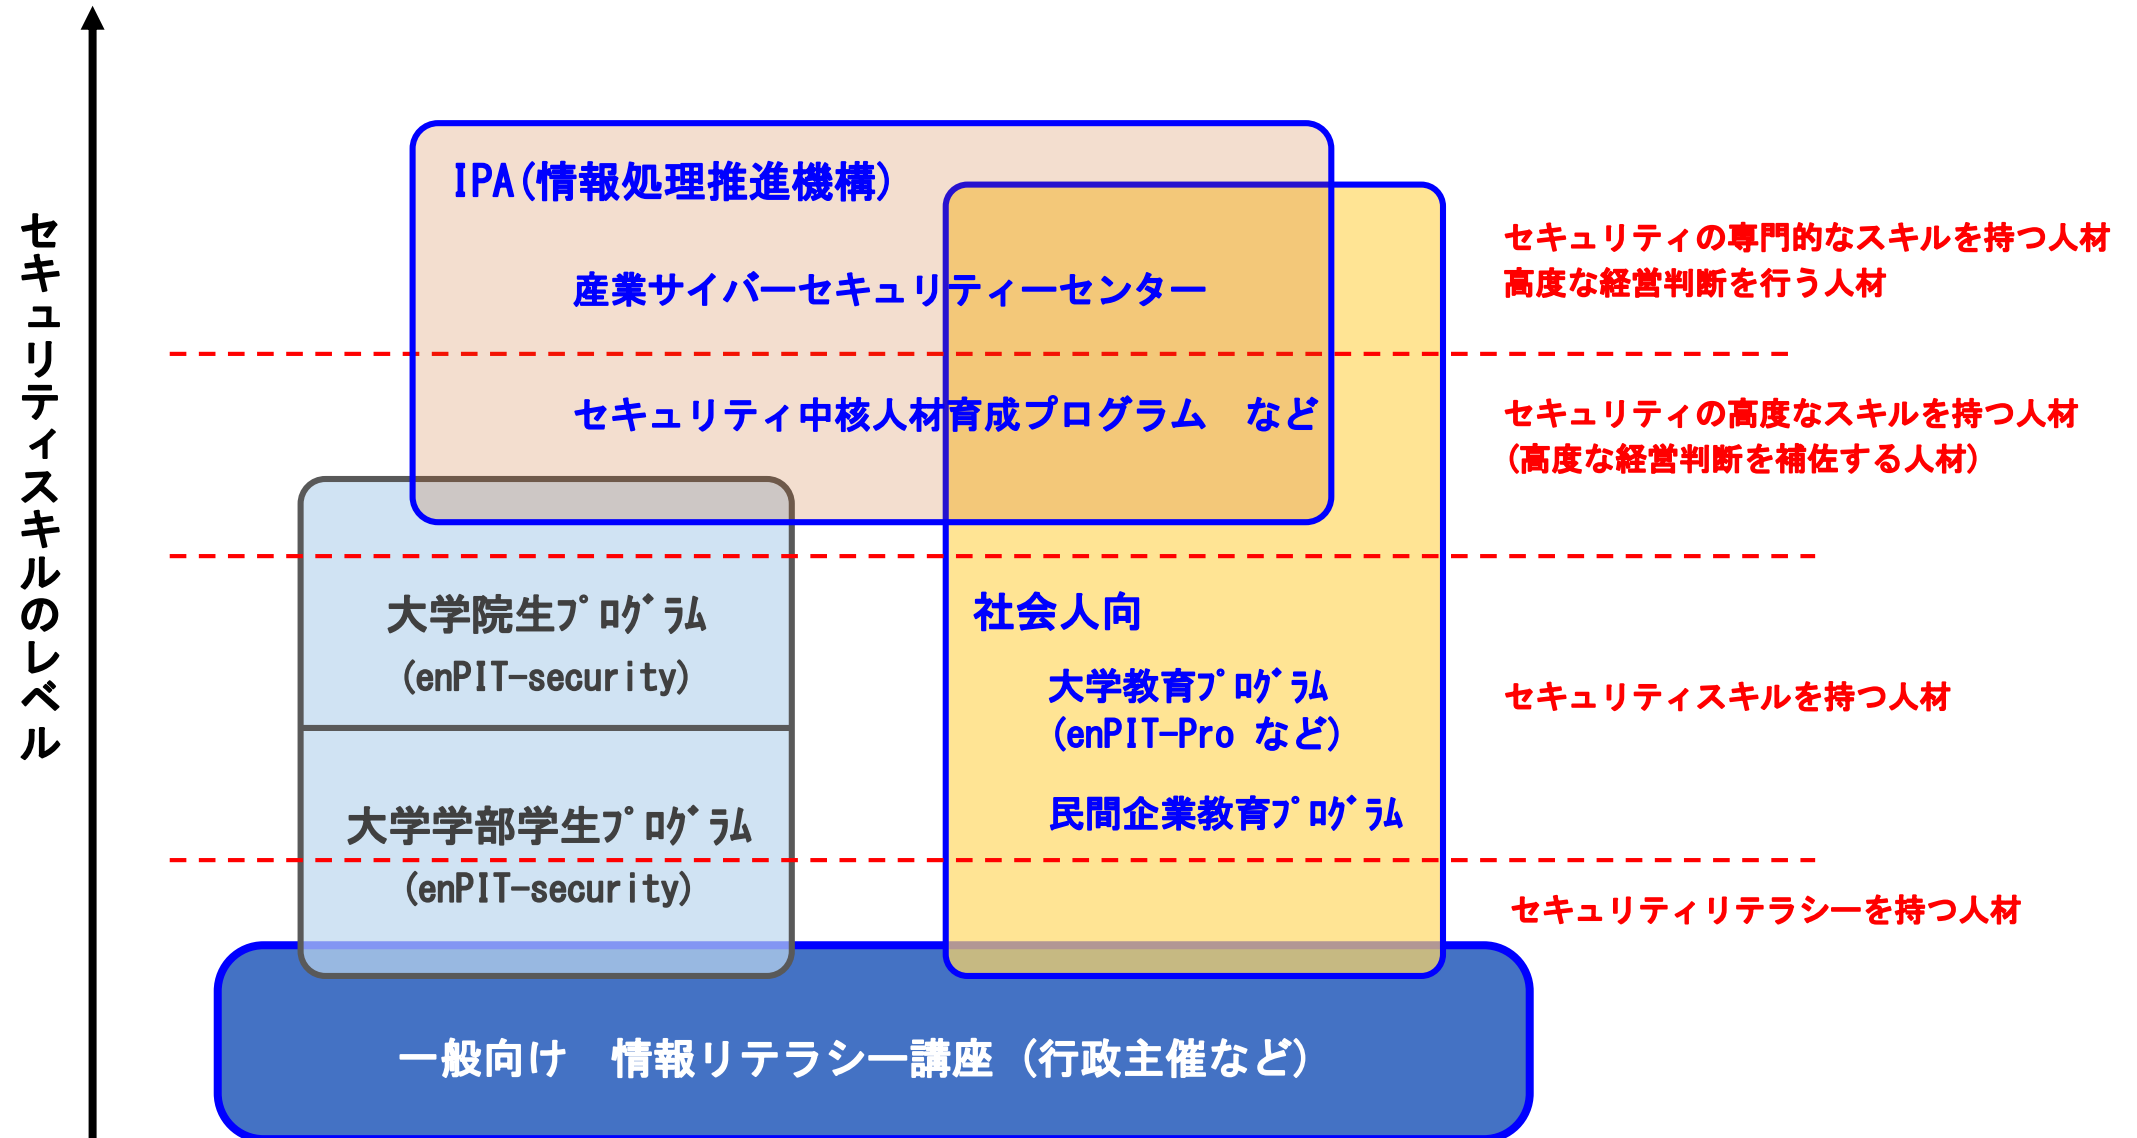 セキュリティスキルのレベル
IPA(情報処理推進機構)
産業サイバーセキュリティーセンター
セキュリティ中核人材育成プログラム　など
セキュリティの専門的なスキルを持つ人材
高度な経営判断を行う人材
セキュリティの高度なスキルを持つ人材
(高度な経営判断を補佐する人材)
大学院生ﾌﾟﾛｸﾞﾗﾑ
(enPIT-security)
大学学部学生ﾌﾟﾛｸﾞﾗﾑ
(enPIT-security)
社会人向
大学教育ﾌﾟﾛｸﾞﾗﾑ
(enPIT-Pro など)
民間企業教育ﾌﾟﾛｸﾞﾗﾑ
セキュリティスキルを持つ人材
セキュリティリテラシーを持つ人材
一般向け　情報リテラシー講座 (行政主催など)